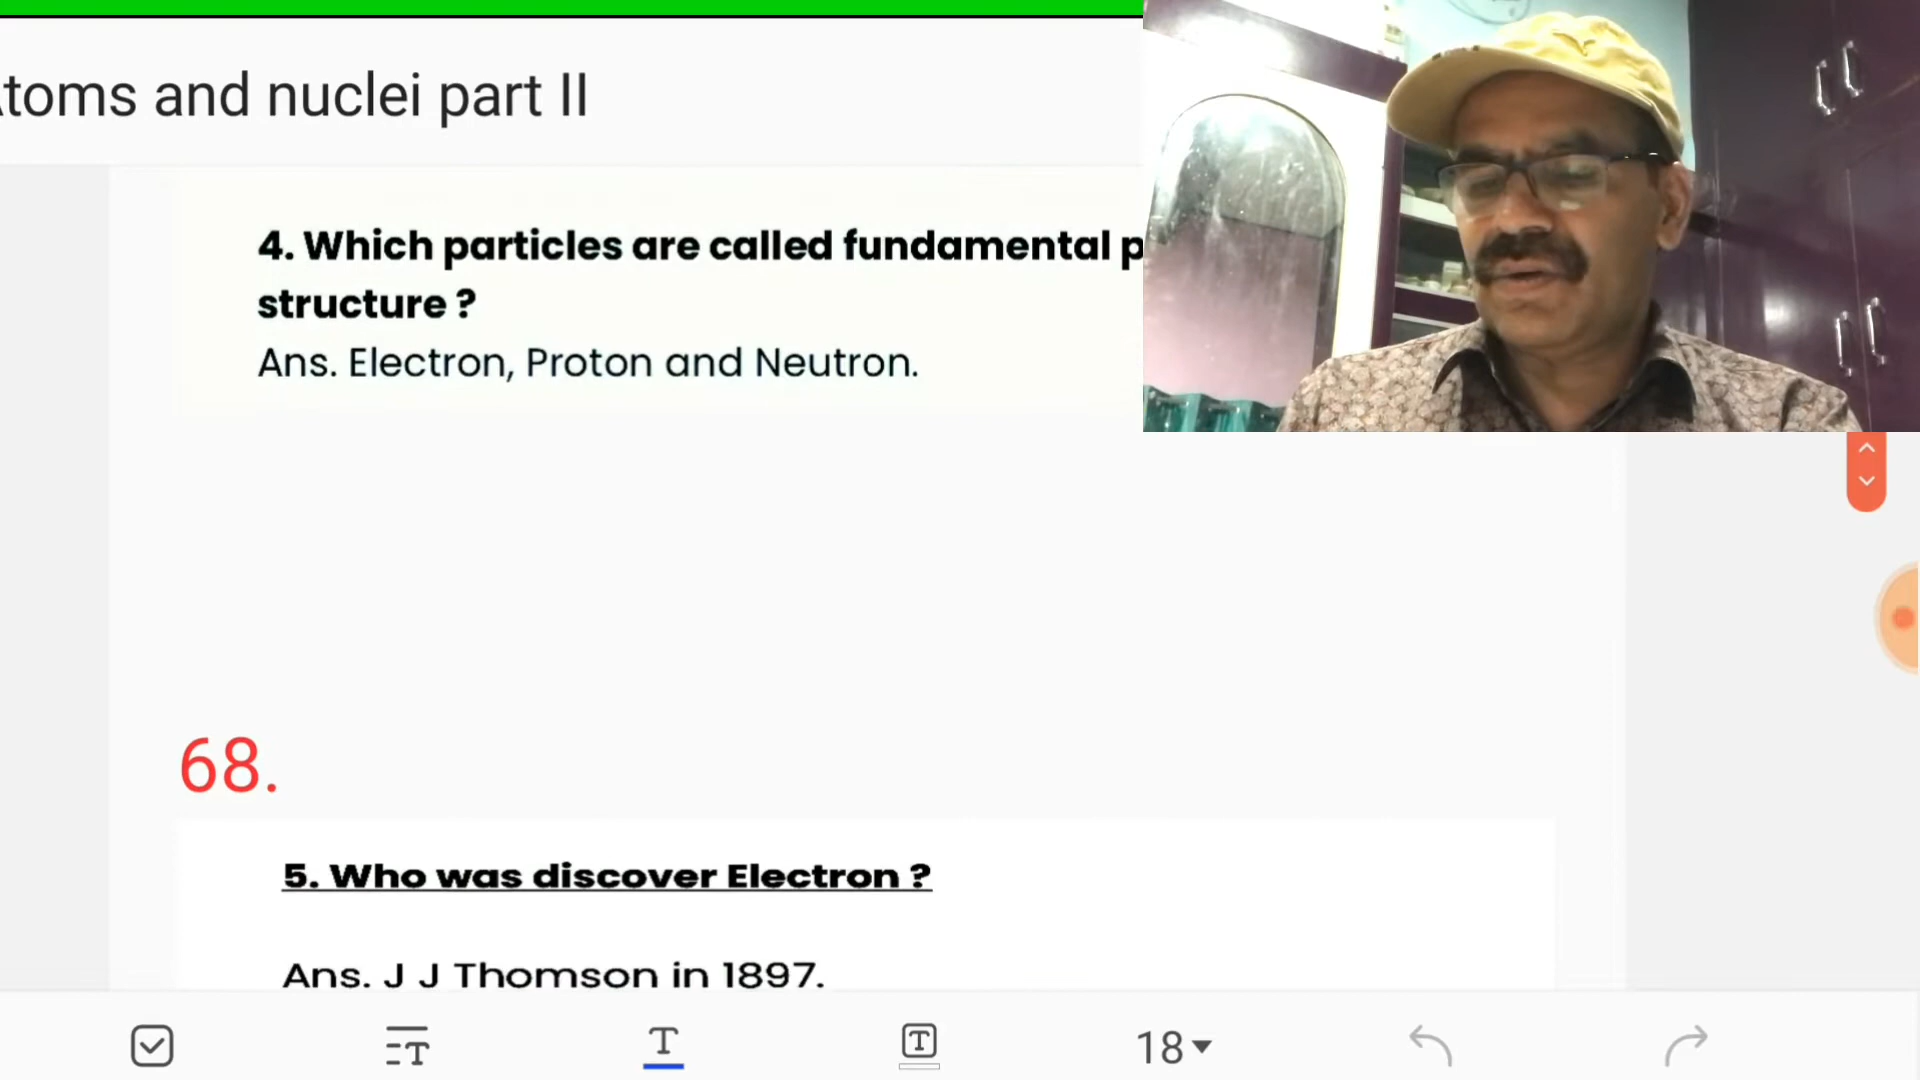 toms and nuclei part II
4. Which particles are called fundamental
structure ?
Ans. Electron, Proton and Neutron.
68.
5. Who was discover Electron ?
Ans. J J Thomson in 1897.
18